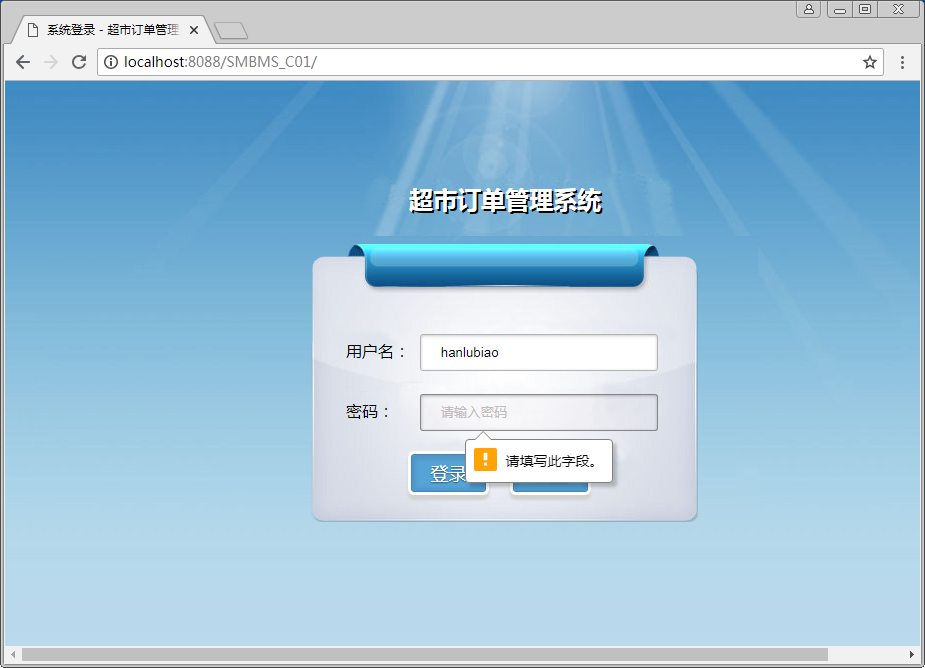 系统登录 - 超市订单管理
localhost:8088/SMBMS_C01/
超市订单管理系统
用户名：
hanlubiao
密码：
请输入密码
请填写此字段。
登录